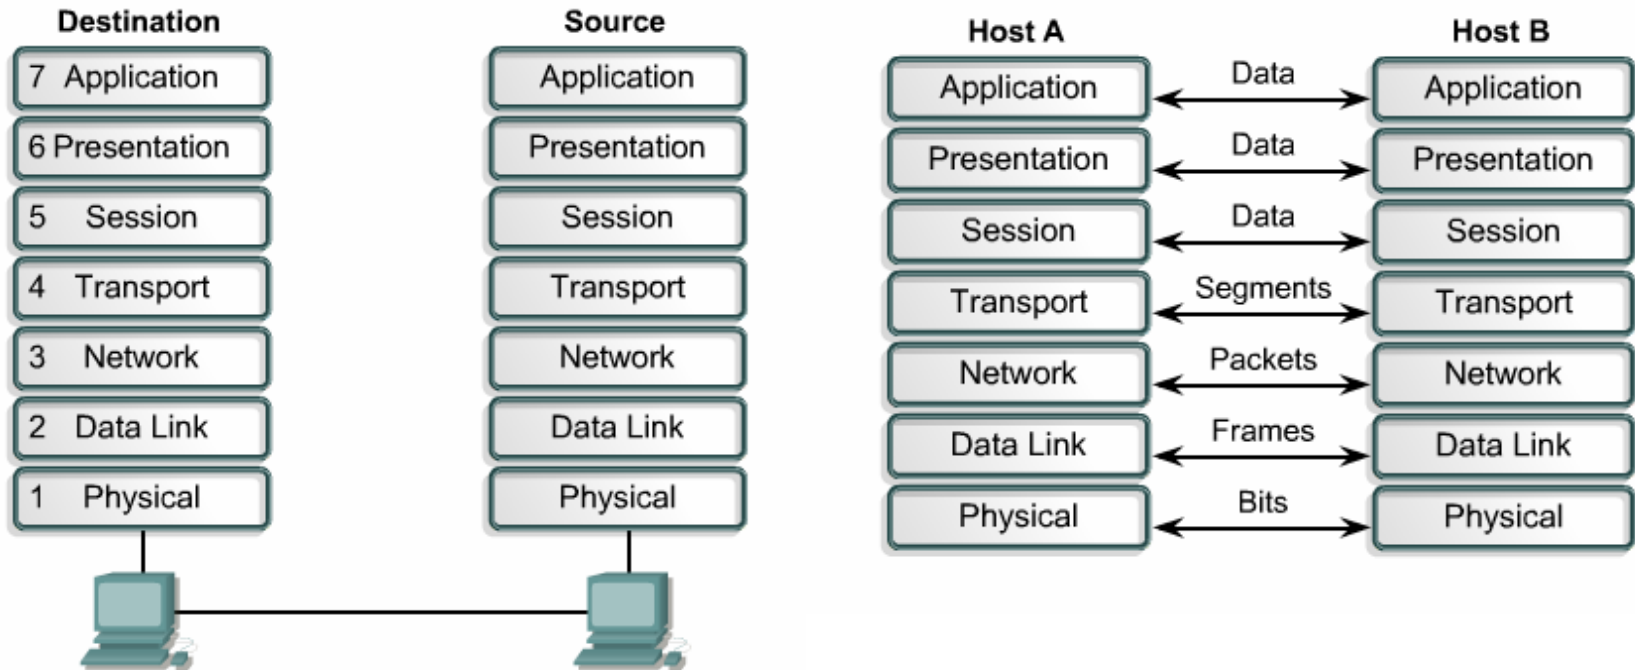 Destination
7 Application
6 Presentation
5 Session
4 Transport
3 Network
2 Data Link
1 Physical
Source
Application
Presentation
Session
Transport
Network
Data Link
Physical
Host A
Host B
Application
Data
Application
Presentation
Data
Presentation
Session
Data
Session
Transport
Segments
Transport
Network
Packets
Network
Data Link
Frames
Data Link
Physical
Bits
Physical